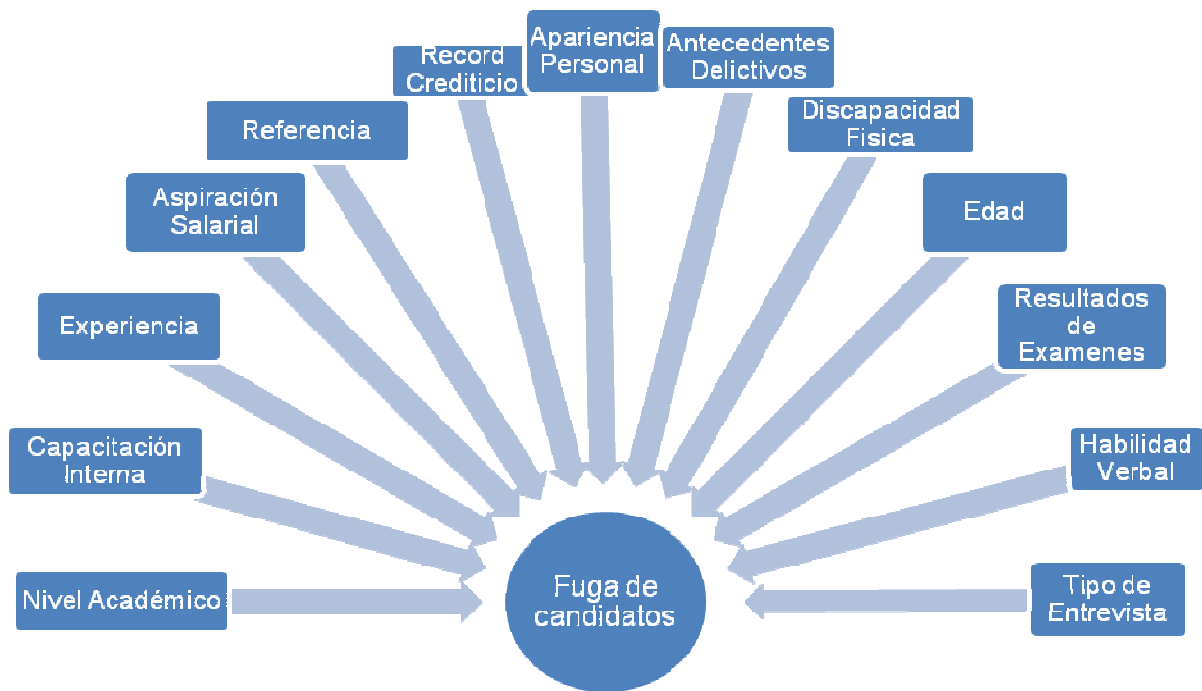 Apariencia
Personal
Antecedentes
Delictivos
Record
Crediticio
Discapacidad
Fisica
Referencia
Aspiración
Salarial
Edad
Experiencia
Resultados
de
Examenes
Capacitación
Interna
Habilidad
Verbal
Nivel Académico
Fuga de
candidatos
Tipo de
Entrevista